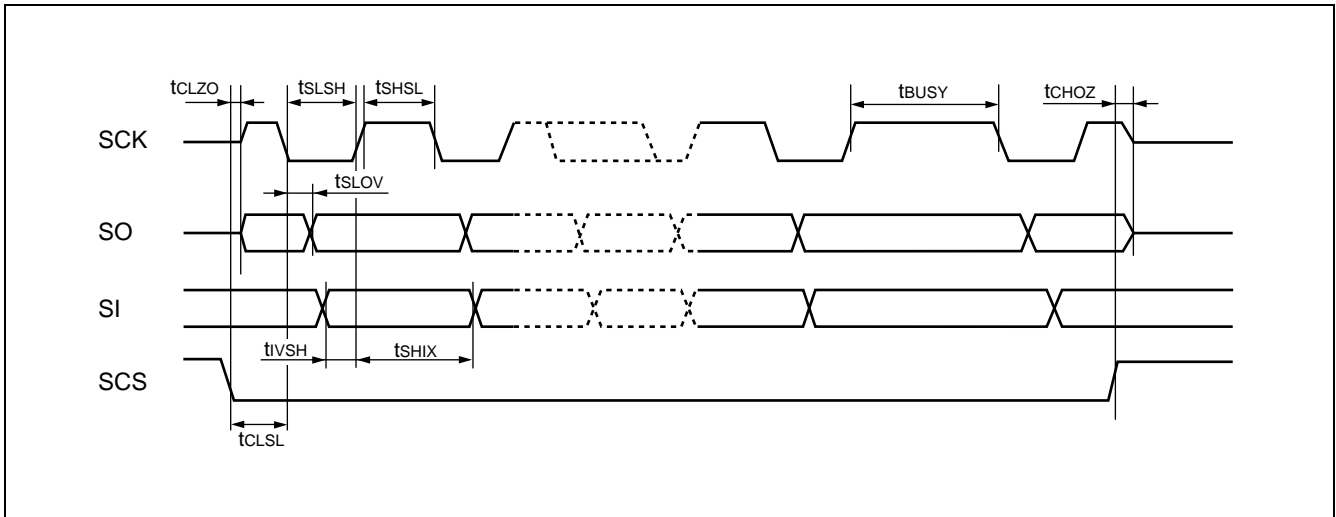 tCLZO tSLSH tSHSL tBUSY tCHOZ
SCK
tSLOV
SO
SI
tIVSH tSHIX
SCS
tCLSL